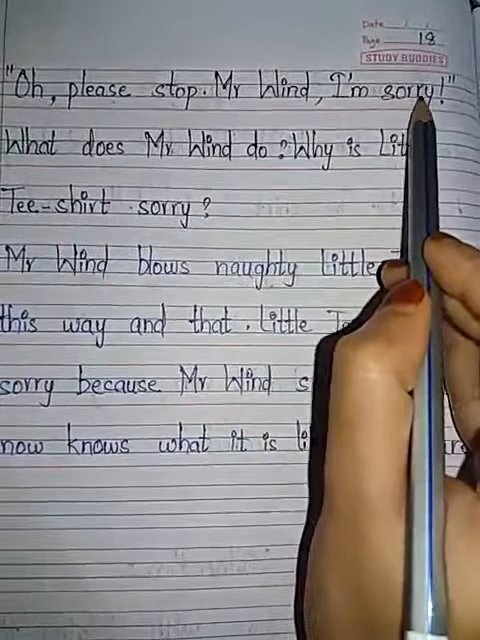 Date / /
Page 18
STUDY BUDDIES
"Oh, please stop. Mr Wind, I'm sorry!"
What does Mr Wind do? Why is Lit
Tee-shirt sorry?
Mr Wind blows naughty Little
this way and that. Little
sorry because Mr Wind
now knows what it is